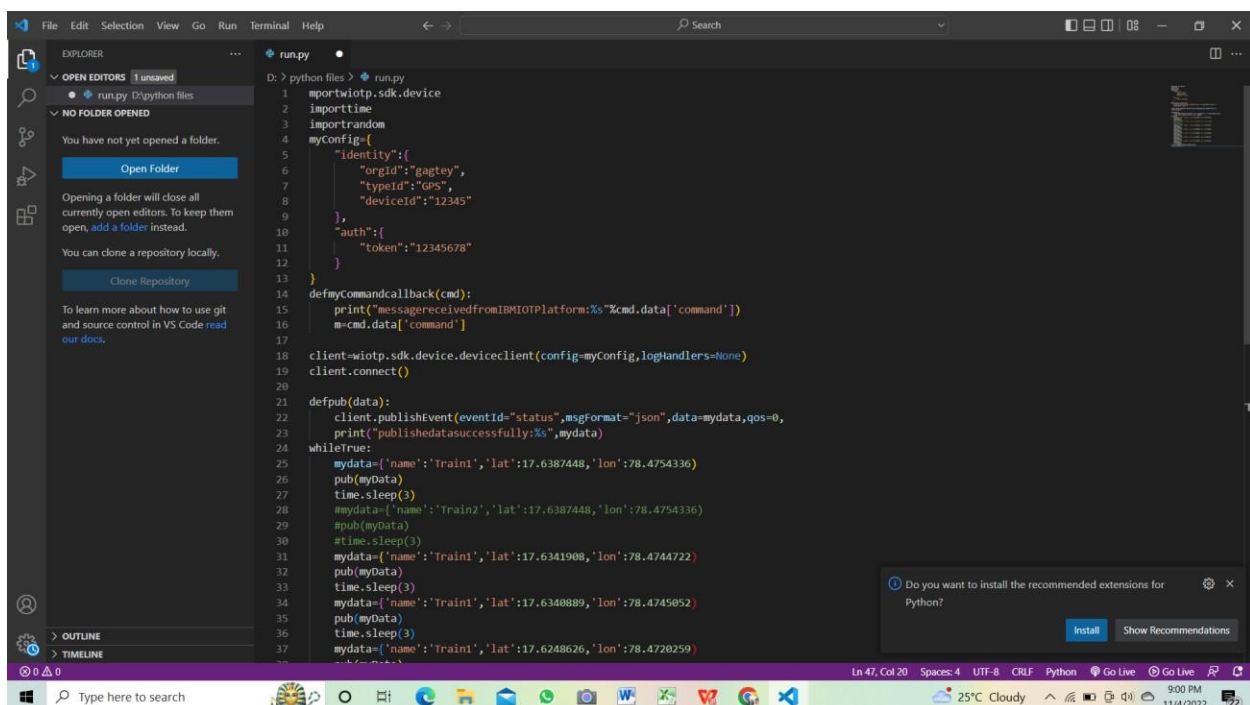 File Edit Selection View Go Run Terminal Help
Search
EXPLORER
run.py
OPEN EDITORS 1 unsaved
D: > python files > run.py
run.py D:\python files
NO FOLDER OPENED
You have not yet opened a folder.
Open Folder
Opening a folder will close all
currently open editors. To keep them
open, add a folder instead.
You can clone a repository locally.
Clone Repository
To learn more about how to use git
and source control in VS Code read
our docs.
OUTLINE
TIMELINE
1 mportwiotp.sdk.device
2 importtime
3 importrandom
4 myConfig={
5 "identity":{
6 "orgId":"gagtey",
7 "typeId":"GPS",
8 "deviceId":"12345"
9 },
10 "auth":{
11 "token":"12345678"
12 }
13 }
14 defmyCommandcallback(cmd):
15 print("messagereceivedfromIBMIOTPlatform:%s"%cmd.data['command'])
16 m=cmd.data['command']
17
18 client=wiotp.sdk.device.deviceclient(config=myConfig,logHandlers=None)
19 client.connect()
20
21 defpub(data):
22 client.publishEvent(eventId="status",msgFormat="json",data=mydata,qos=0,
23 print("publishedatasuccessfully:%s",mydata)
24 whileTrue:
25 mydata={'name':'Train1','lat':17.6387448,'lon':78.4754336)
26 pub(myData)
27 time.sleep(3)
28 #mydata={'name':'Train2','lat':17.6387448,'lon':78.4754336)
29 #pub(myData)
30 #time.sleep(3)
31 mydata={'name':'Train1','lat':17.6341908,'lon':78.4744722)
32 pub(myData)
33 time.sleep(3)
34 mydata={'name':'Train1','lat':17.6340889,'lon':78.4745052)
35 pub(myData)
36 time.sleep(3)
37 mydata={'name':'Train1','lat':17.6248626,'lon':78.4720259)
Do you want to install the recommended extensions for
Python?
Install Show Recommendations
0 0 Ln 47, Col 20 Spaces: 4 UTF-8 CRLF Python Go Live Go Live
Type here to search
25°C Cloudy
9:00 PM